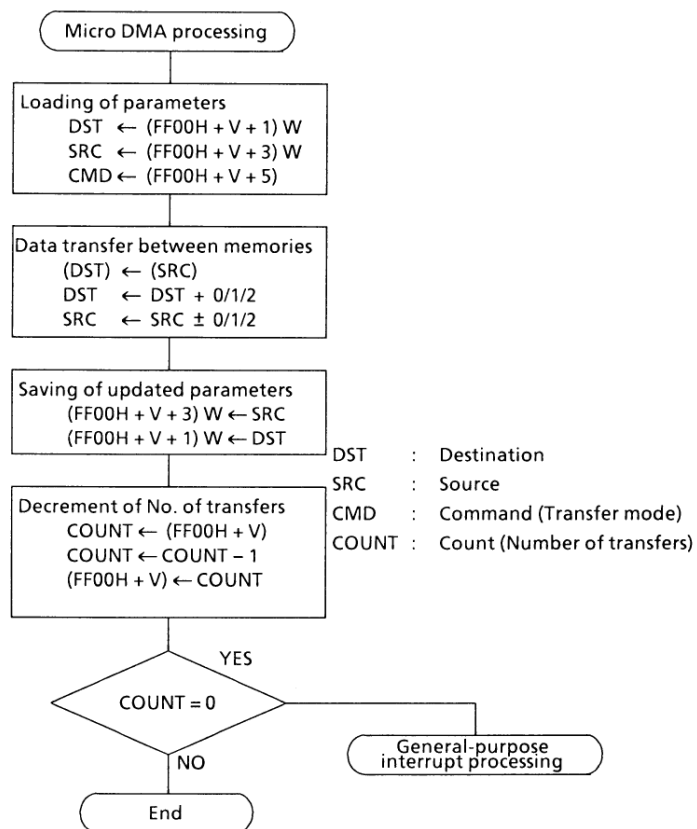 Micro DMA processing
Loading of parameters
DST ← (FF00H + V + 1) W
SRC ← (FF00H + V + 3) W
CMD ← (FF00H + V + 5)
Data transfer between memories
(DST) ← (SRC)
DST ← DST + 0/1/2
SRC ← SRC ± 0/1/2
Saving of updated parameters
(FF00H + V + 3) W ← SRC
(FF00H + V + 1) W ← DST
Decrement of No. of transfers
COUNT ← (FF00H + V)
COUNT ← COUNT – 1
(FF00H + V) ← COUNT
DST : Destination
SRC : Source
CMD : Command (Transfer mode)
COUNT : Count (Number of transfers)
YES
COUNT = 0
NO
General-purpose
interrupt processing
End